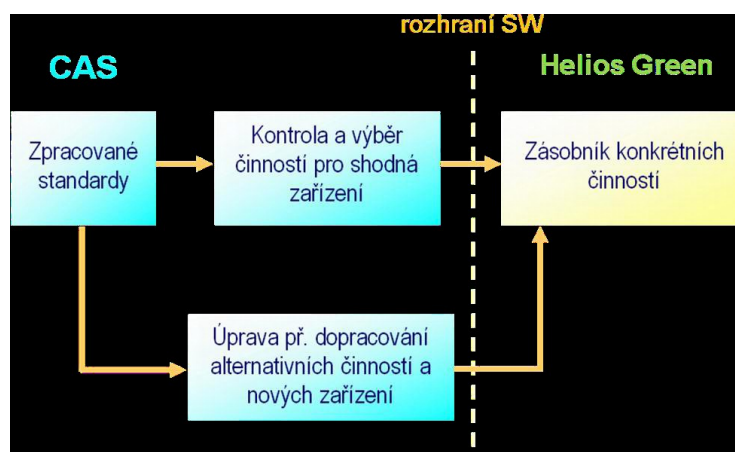 rozhraní SW
CAS
Helios Green
Zpracované
standardy
Kontrola a výběr
činností pro shodná
zařízení
Zásobník konkrétních
činností
Úprava př. dopracování
alternativních činností a
nových zařízení